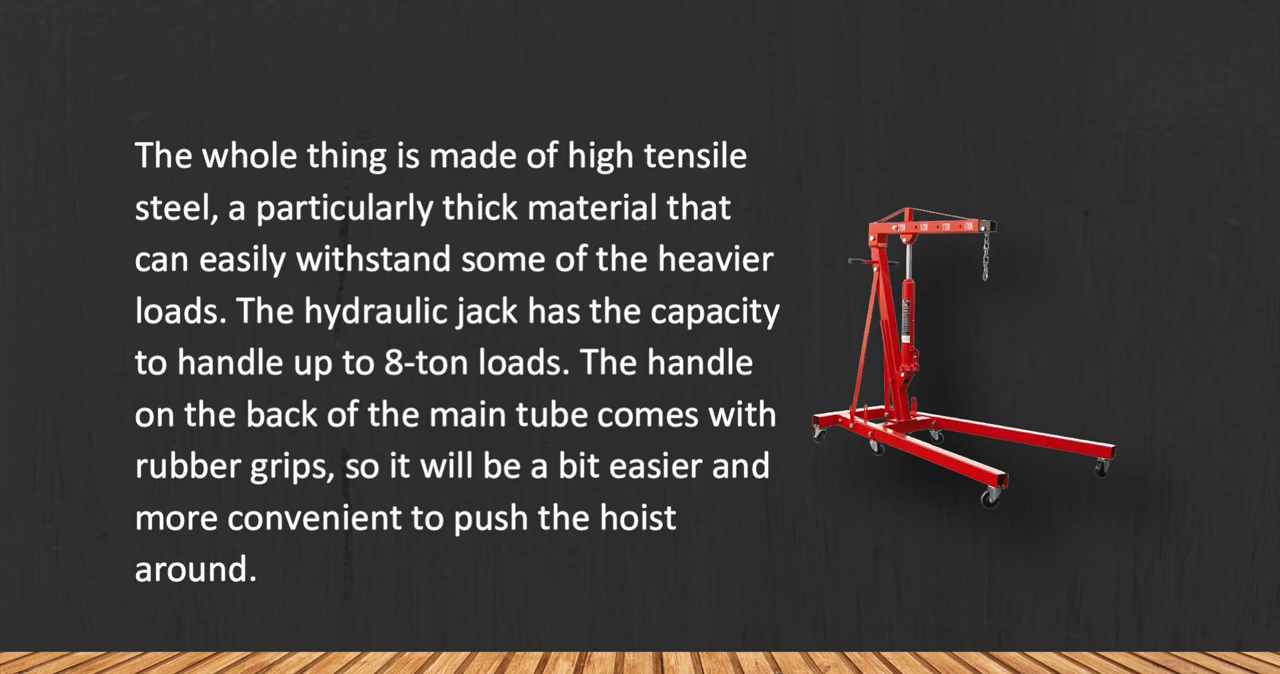 The whole thing is made of high tensile
steel, a particularly thick material that
can easily withstand some of the heavier
loads. The hydraulic jack has the capacity
to handle up to 8-ton loads. The handle
on the back of the main tube comes with
rubber grips, so it will be a bit easier and
more convenient to push the hoist
around.